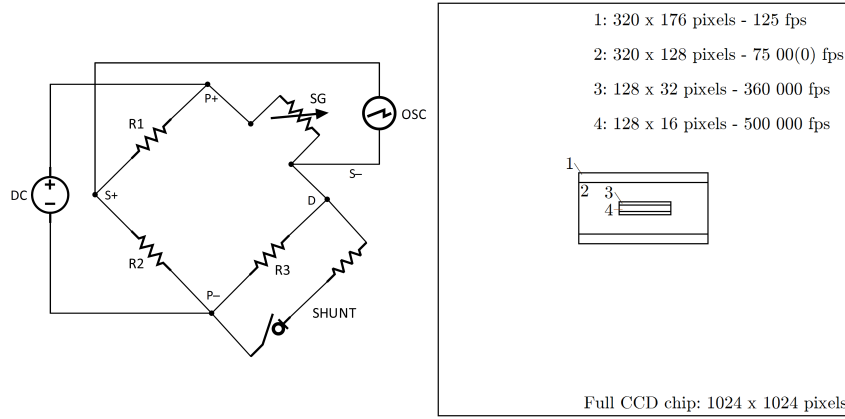 P+
SG
R1
OSC
S–
DC
S+
D
R2
R3
P–
SHUNT
1: 320 x 176 pixels - 125 fps
2: 320 x 128 pixels - 75 00(0) fps
3: 128 x 32 pixels - 360 000 fps
4: 128 x 16 pixels - 500 000 fps
1
2
3
4
Full CCD chip: 1024 x 1024 pixels